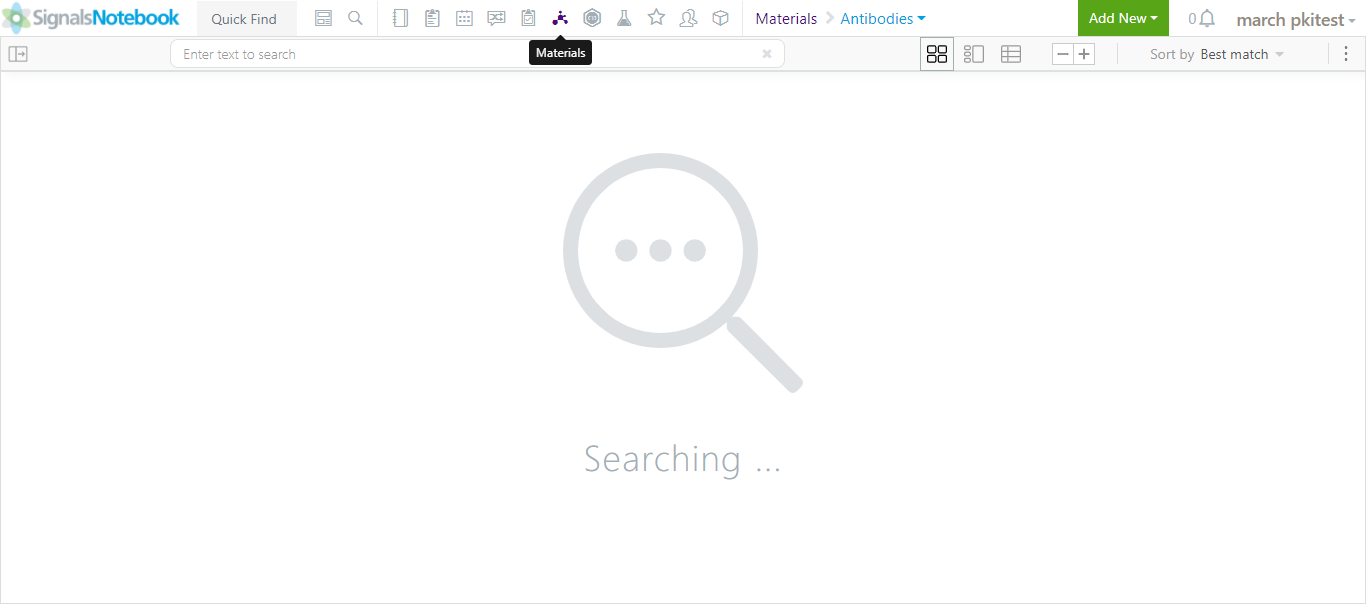 SignalsNotebook Quick Find Materials Antibodies Add New 0 march pkitest
Enter text to search Materials Sort by Best match
Searching ...